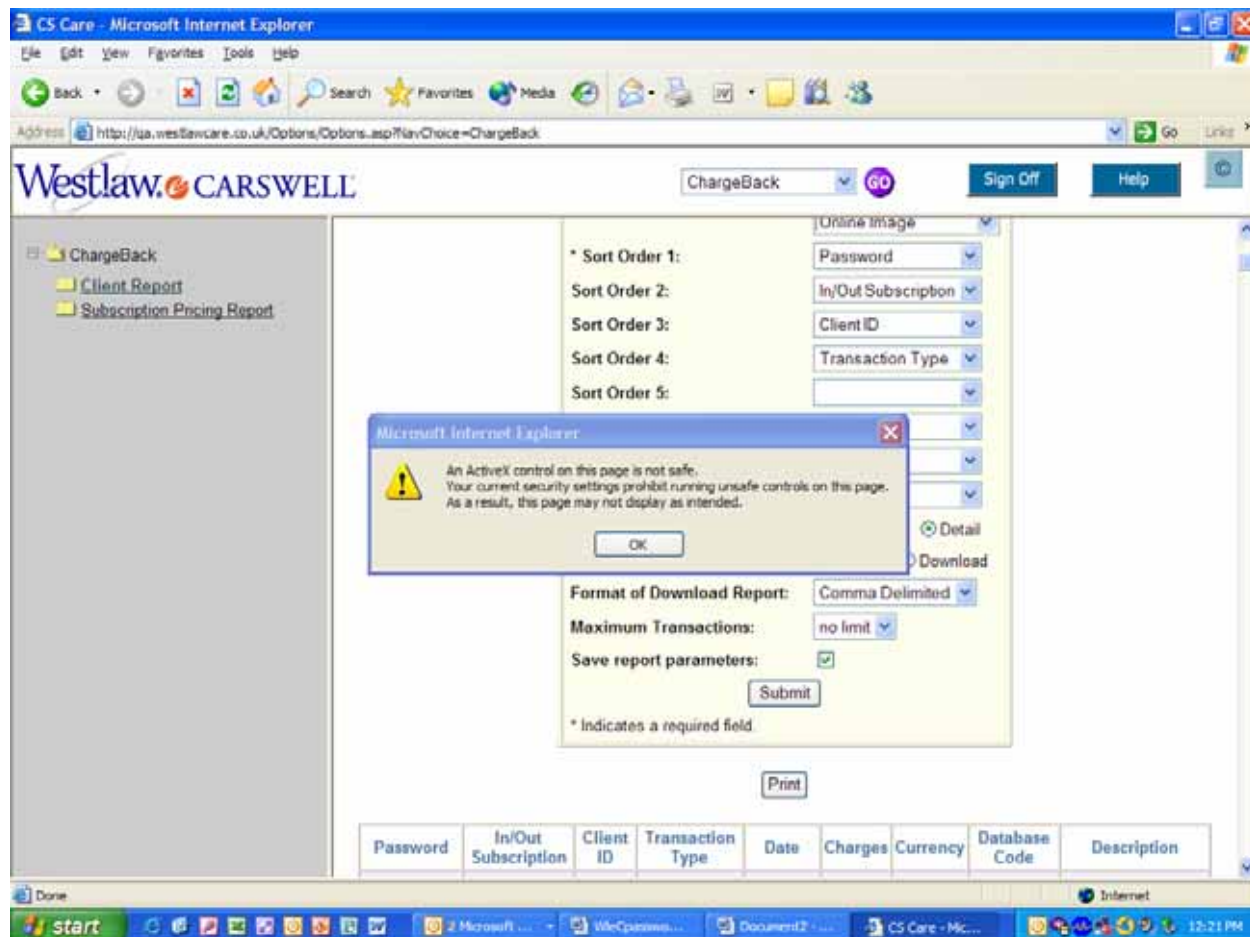 CS Care - Microsoft Internet Explorer
File Edit View Favorites Tools Help
Back Search Favorites Media
Address http://qa.westlawcare.co.uk/Options/Options.asp?NavChoice=ChargeBack Go Links
Westlaw. CARSWELL ChargeBack GO Sign Off Help ©
ChargeBack
Client Report
Subscription Pricing Report
Online Image
* Sort Order 1: Password
Sort Order 2: In/Out Subscription
Sort Order 3: Client ID
Sort Order 4: Transaction Type
Sort Order 5:
Microsoft Internet Explorer
An ActiveX control on this page is not safe.
Your current security settings prohibit running unsafe controls on this page.
As a result, this page may not display as intended.
OK
Detail
Download
Format of Download Report: Comma Delimited
Maximum Transactions: no limit
Save report parameters:
Submit
* Indicates a required field
Print
Password In/Out Subscription Client ID Transaction Type Date Charges Currency Database Code Description
Done Internet
start 2 Microsoft ... Document2 - ... CS Care - Mic... 12:21 PM